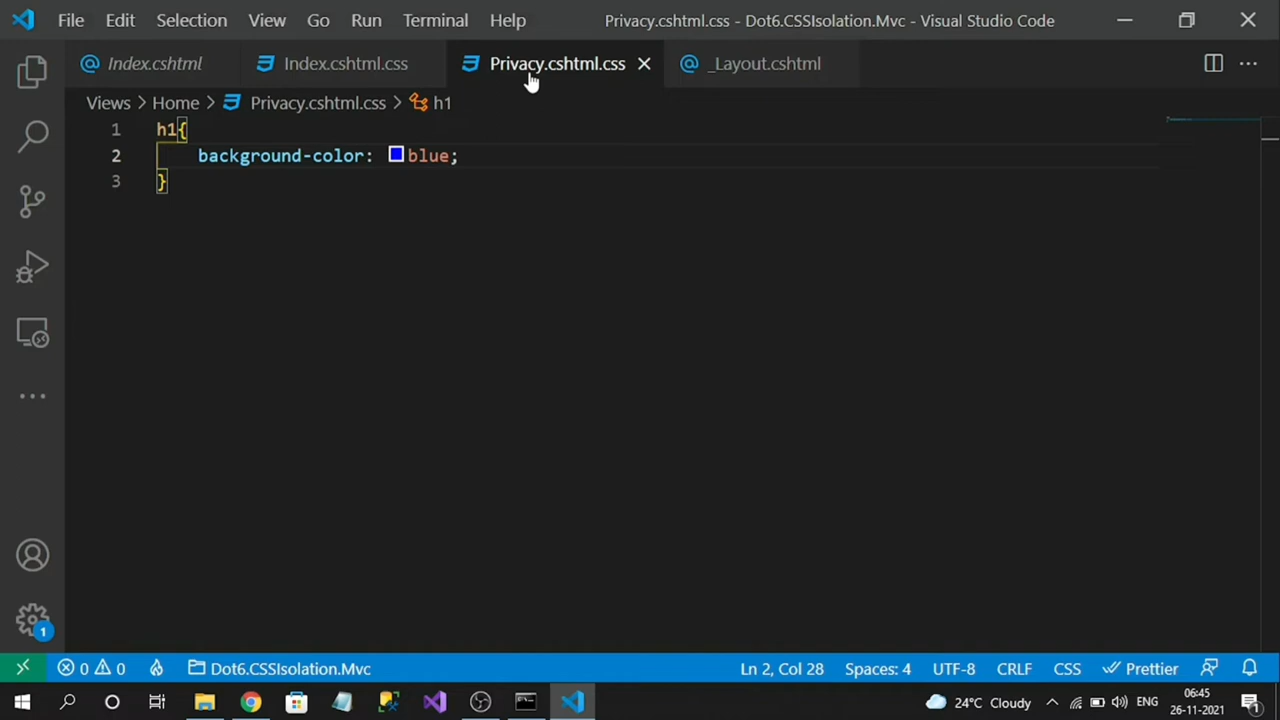 File Edit Selection View Go Run Terminal Help Privacy.cshtml.css - Dot6.CSSIsolation.Mvc - Visual Studio Code
Index.cshtml Index.cshtml.css Privacy.cshtml.css _Layout.cshtml
Views > Home > Privacy.cshtml.css > h1
1 h1{
2 background-color: blue;
3 }
1
0 0 Dot6.CSSIsolation.Mvc Ln 2, Col 28 Spaces: 4 UTF-8 CRLF CSS Prettier
24°C Cloudy ENG 06:45
26-11-2021 1